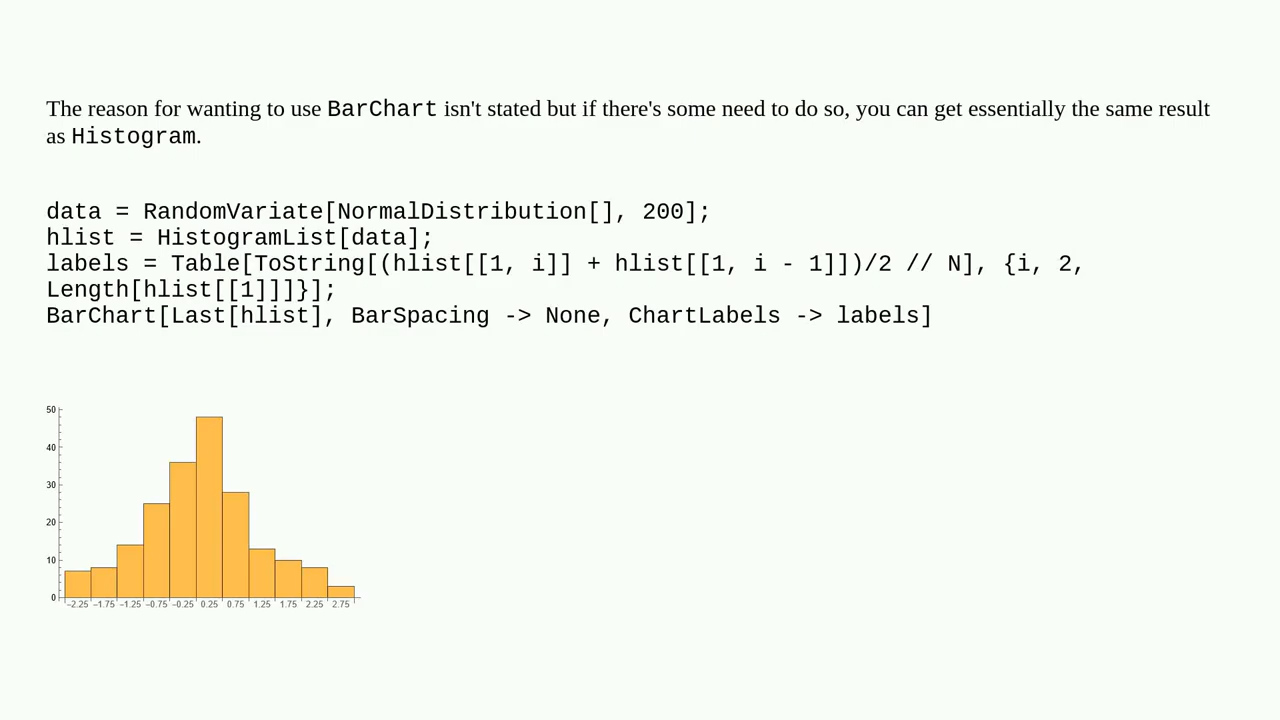 The reason for wanting to use BarChart isn't stated but if there's some need to do so, you can get essentially the same result
as Histogram.
data = RandomVariate[NormalDistribution[], 200];
hlist = HistogramList[data];
labels = Table[ToString[(hlist[[1, i]] + hlist[[1, i - 1]])/2 // N], {i, 2,
Length[hlist[[1]]]}];
BarChart[Last[hlist], BarSpacing -> None, ChartLabels -> labels]
50
40
30
20
10
0
-2.25 -1.75 -1.25 -0.75 -0.25 0.25 0.75 1.25 1.75 2.25 2.75